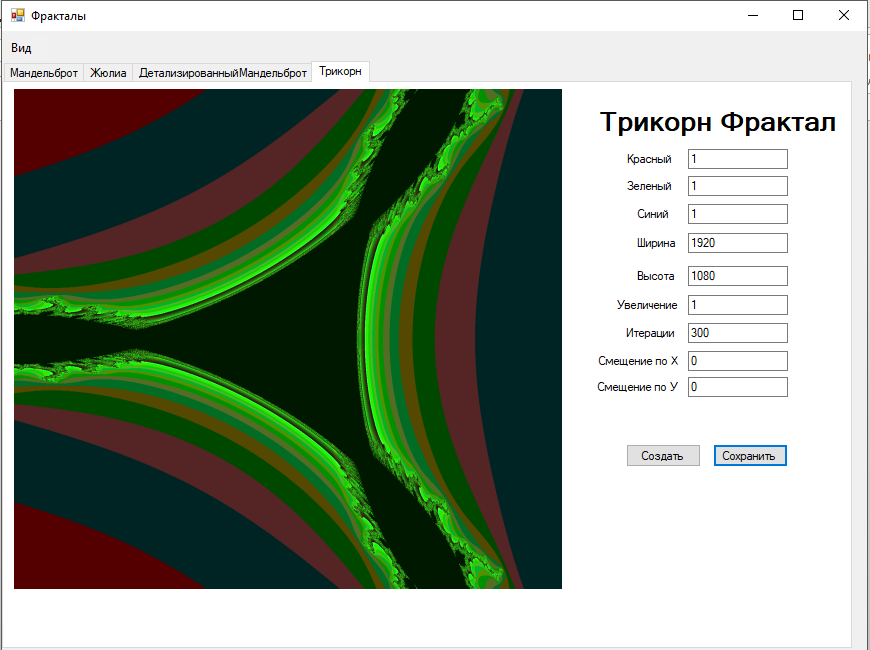 Фракталы
Вид
Мандельброт Жюлиа ДетализированныйМандельброт Трикорн
Трикорн Фрактал
Красный 1
Зеленый 1
Синий 1
Ширина 1920
Высота 1080
Увеличение 1
Итерации 300
Смещение по X 0
Смещение по У 0
Создать Сохранить